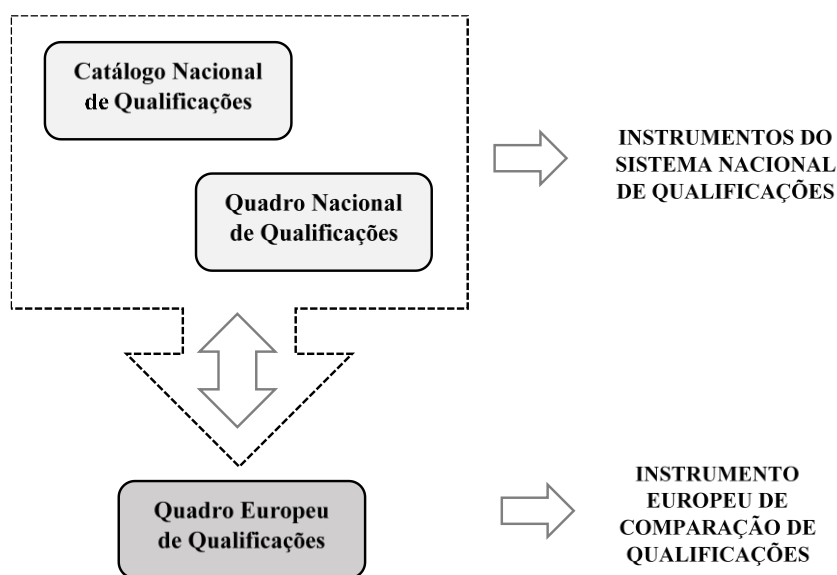 Catálogo Nacional
de Qualificações
INSTRUMENTOS DO
SISTEMA NACIONAL
DE QUALIFICAÇÕES
Quadro Nacional
de Qualificações
Quadro Europeu
de Qualificações
INSTRUMENTO
EUROPEU DE
COMPARAÇÃO DE
QUALIFICAÇÕES